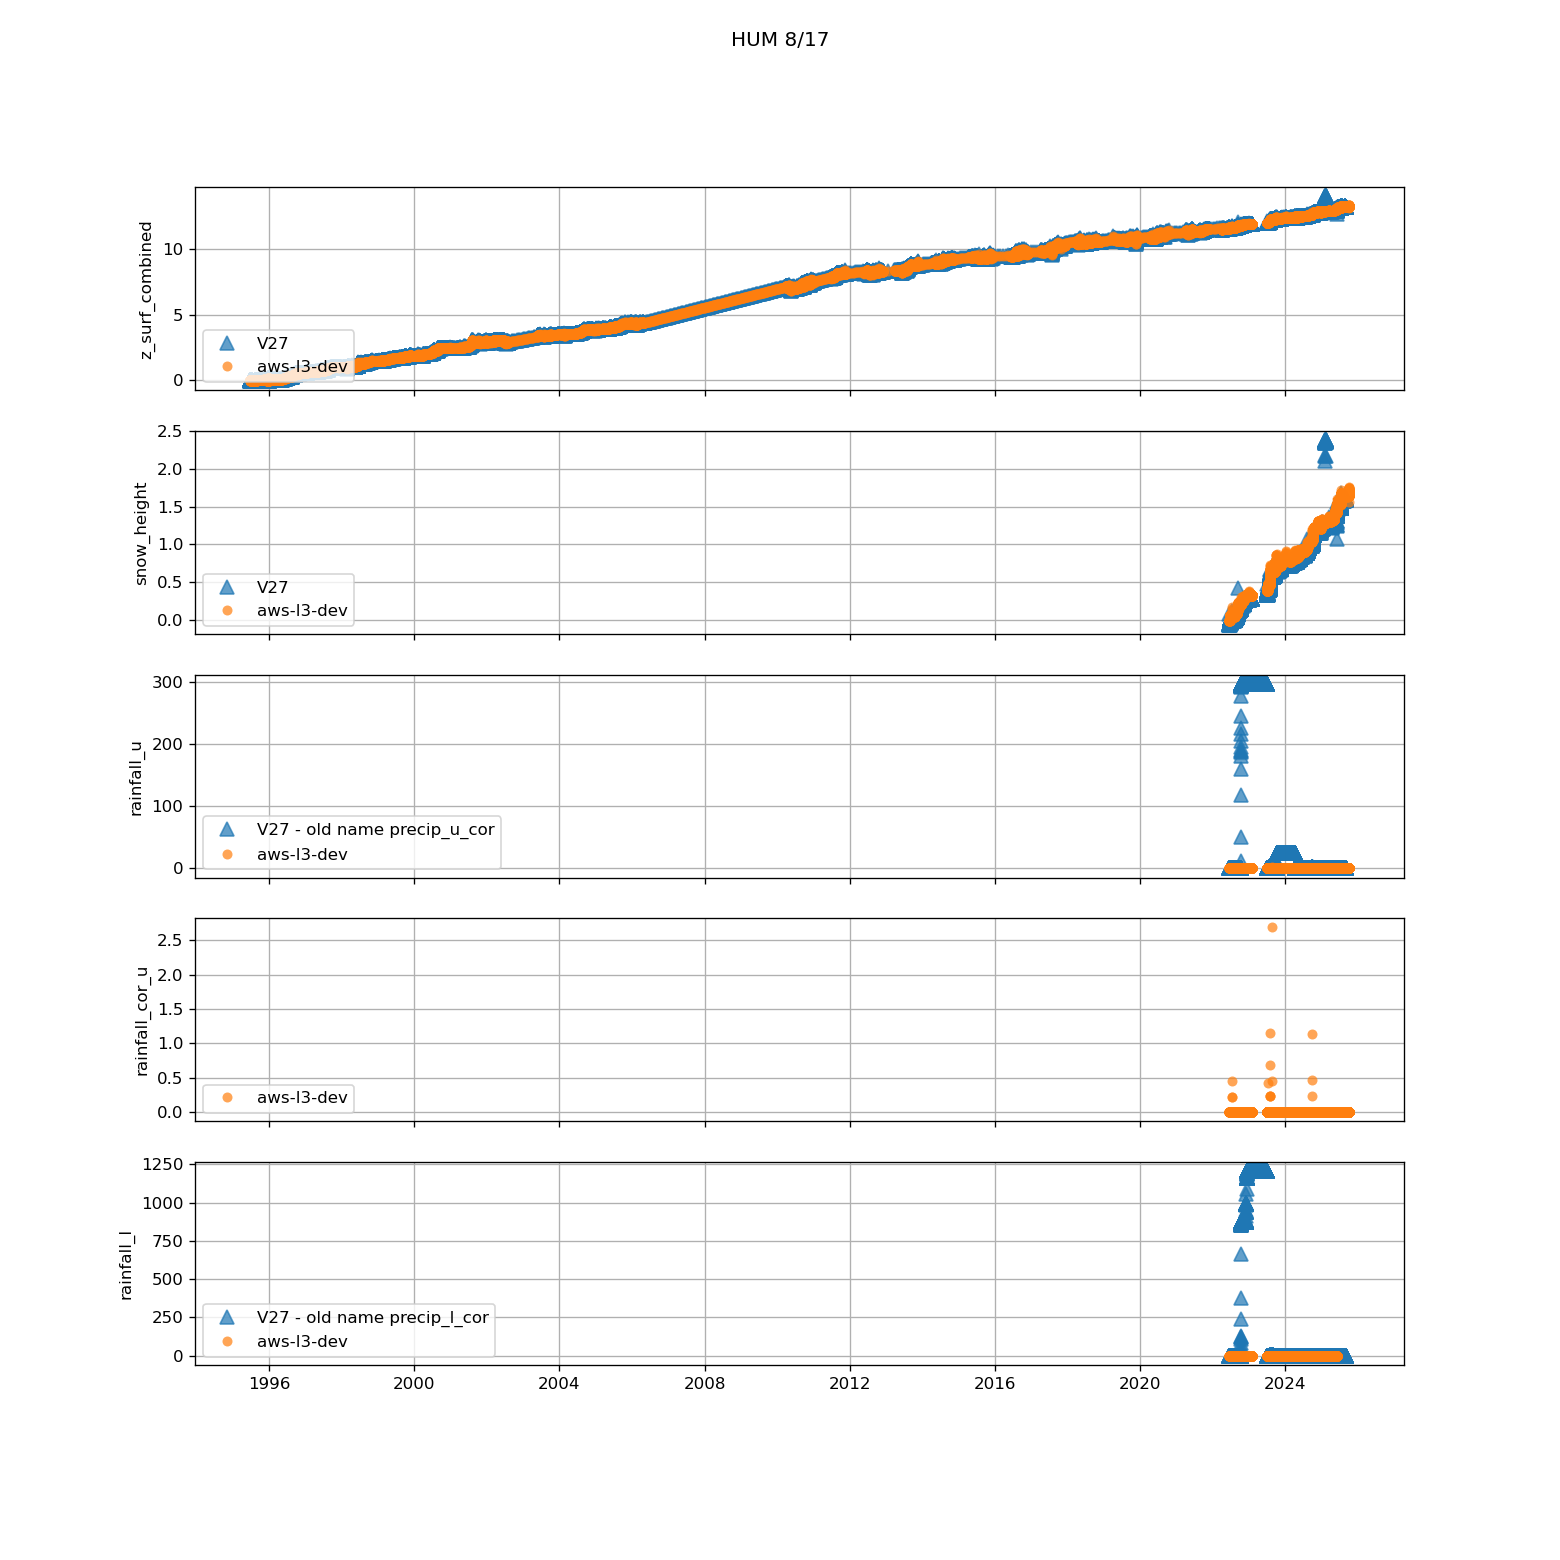 HUM 8/17
z_surf_combined
10
5
0
V27
aws-l3-dev
snow_height
2.5
2.0
1.5
1.0
0.5
0.0
V27
aws-l3-dev
rainfall_u
300
200
100
0
V27 - old name precip_u_cor
aws-l3-dev
rainfall_cor_u
2.5
2.0
1.5
1.0
0.5
0.0
aws-l3-dev
rainfall_l
1250
1000
750
500
250
0
V27 - old name precip_l_cor
aws-l3-dev
1996 2000 2004 2008 2012 2016 2020 2024